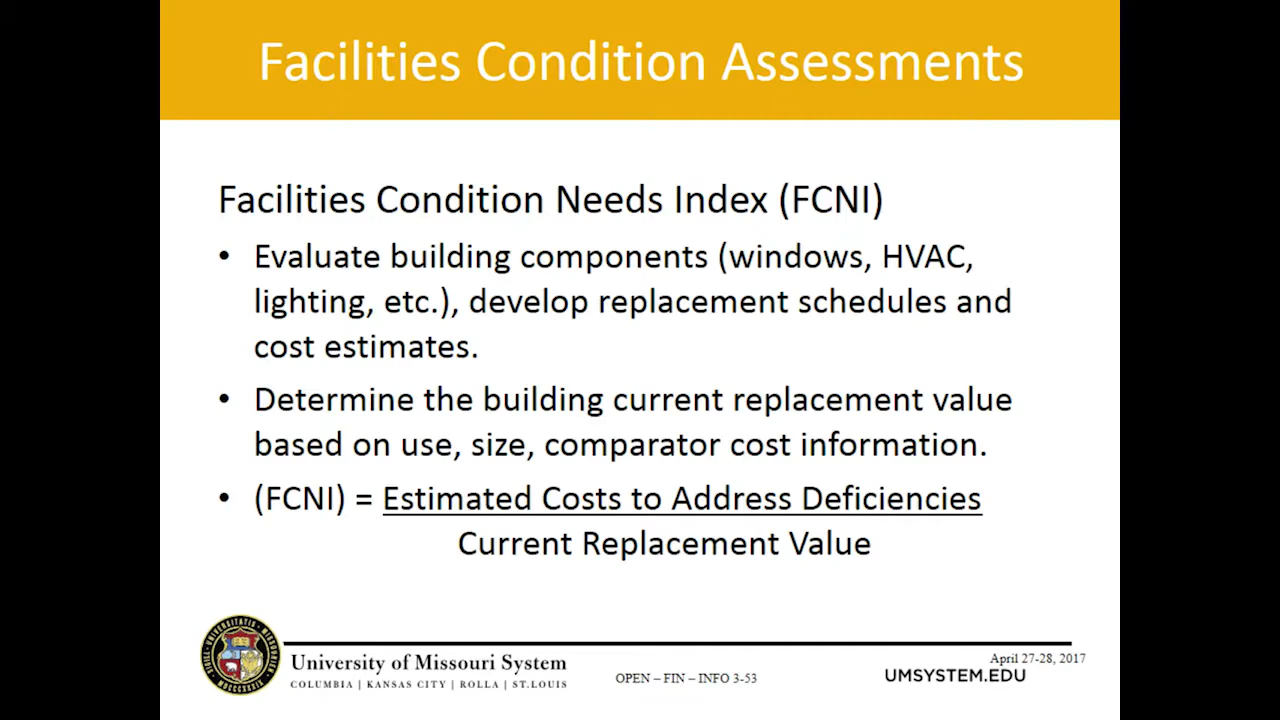 Facilities Condition Assessments
Facilities Condition Needs Index (FCNI)
• Evaluate building components (windows, HVAC,
lighting, etc.), develop replacement schedules and
cost estimates.
• Determine the building current replacement value
based on use, size, comparator cost information.
• (FCNI) = Estimated Costs to Address Deficiencies
Current Replacement Value
University of Missouri System
COLUMBIA | KANSAS CITY | ROLLA | ST. LOUIS
OPEN – FIN – INFO 3-53
April 27-28, 2017
UMSYSTEM.EDU